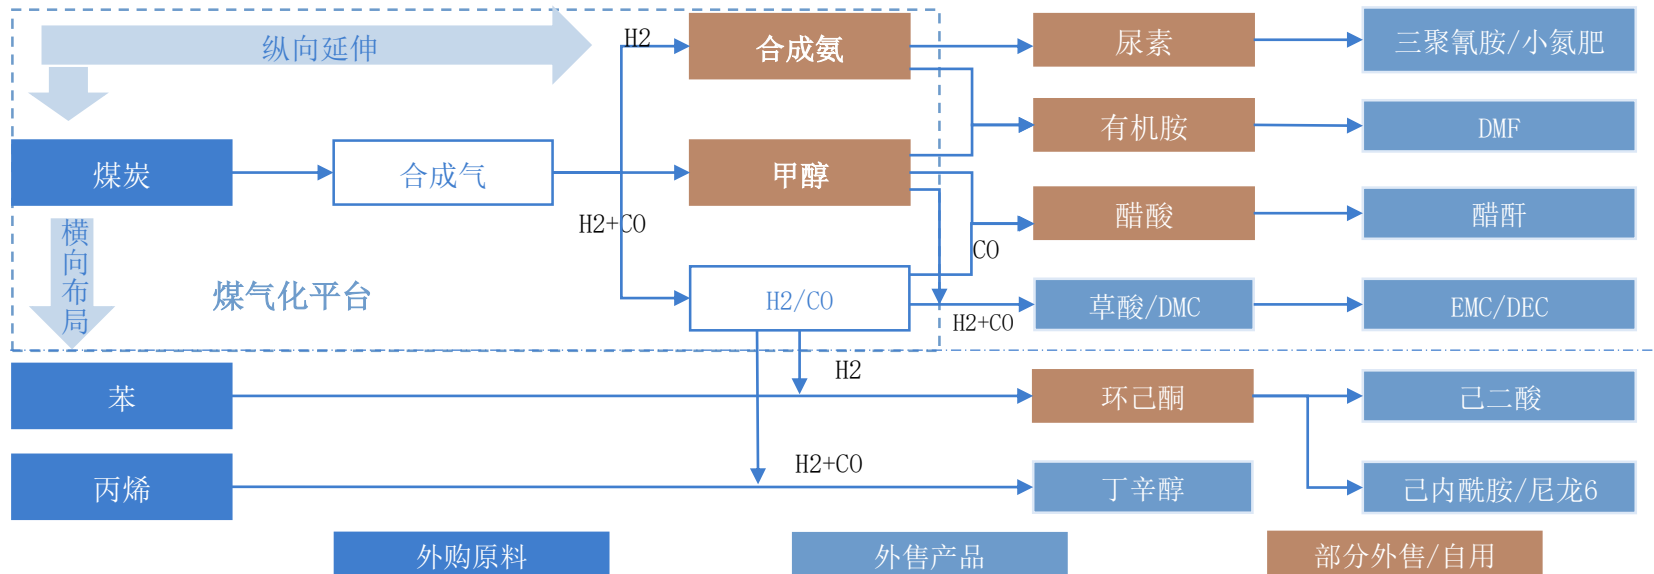 纵向延伸
H2
合成氨
尿素
三聚氰胺/小氮肥
有机胺
DMF
煤炭
合成气
甲醇
醋酸
醋酐
H2+CO
横向布局
煤气化平台
CO
H2/CO
H2+CO
草酸/DMC
EMC/DEC
H2
苯
环己酮
己二酸
H2+CO
丙烯
丁辛醇
己内酰胺/尼龙6
外购原料
外售产品
部分外售/自用